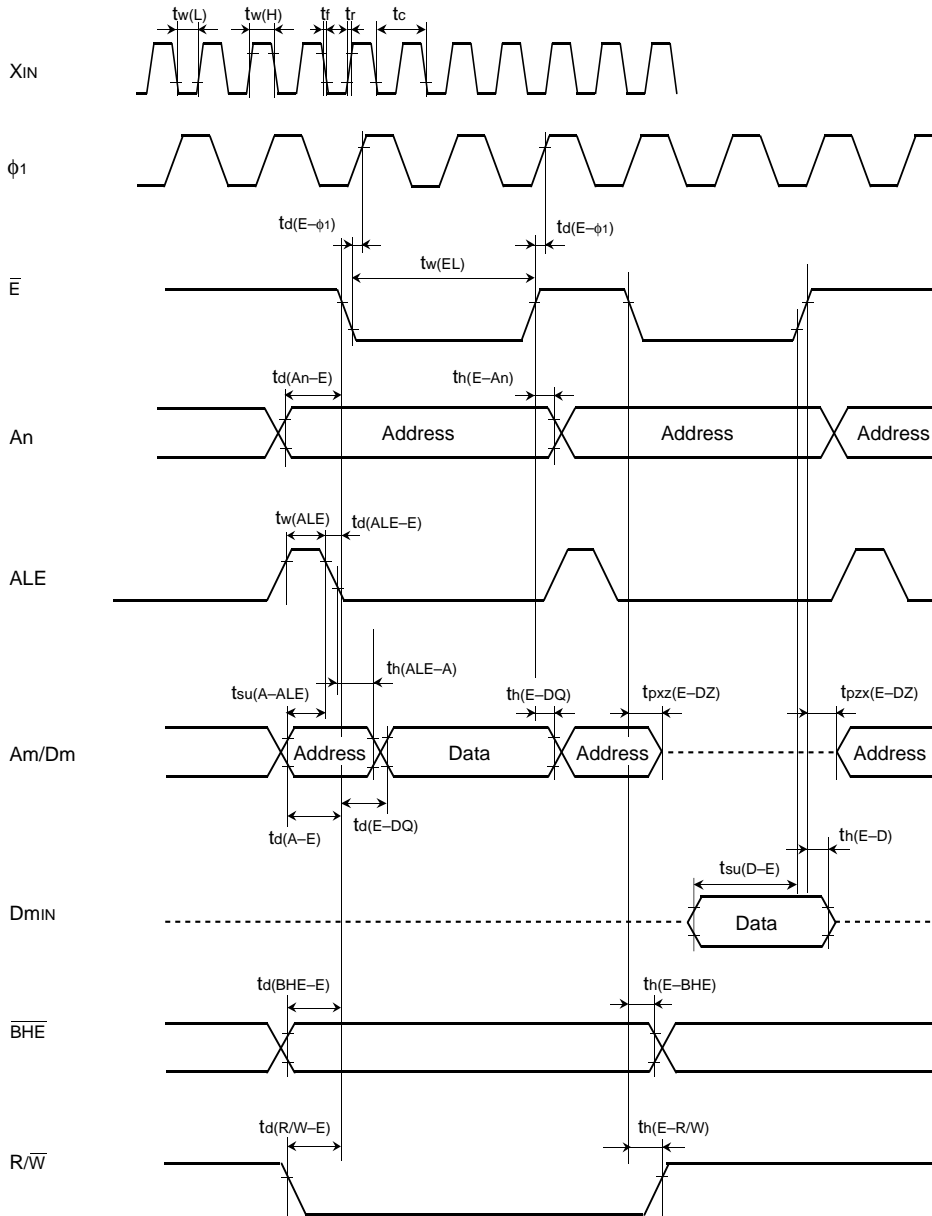 tw(L) tw(H) tf tr tc
XIN
ϕ1
td(E–ϕ1) td(E–ϕ1)
tw(EL)
E
td(An–E) th(E–An)
An Address Address Address
tw(ALE) td(ALE–E)
ALE
th(ALE–A)
tsu(A–ALE) th(E–DQ) tpxz(E–DZ) tpzx(E–DZ)
Am/Dm Address Data Address Address
td(A–E) td(E–DQ)
th(E–D)
tsu(D–E)
DmIN Data
td(BHE–E) th(E–BHE)
BHE
td(R/W–E) th(E–R/W)
R/W